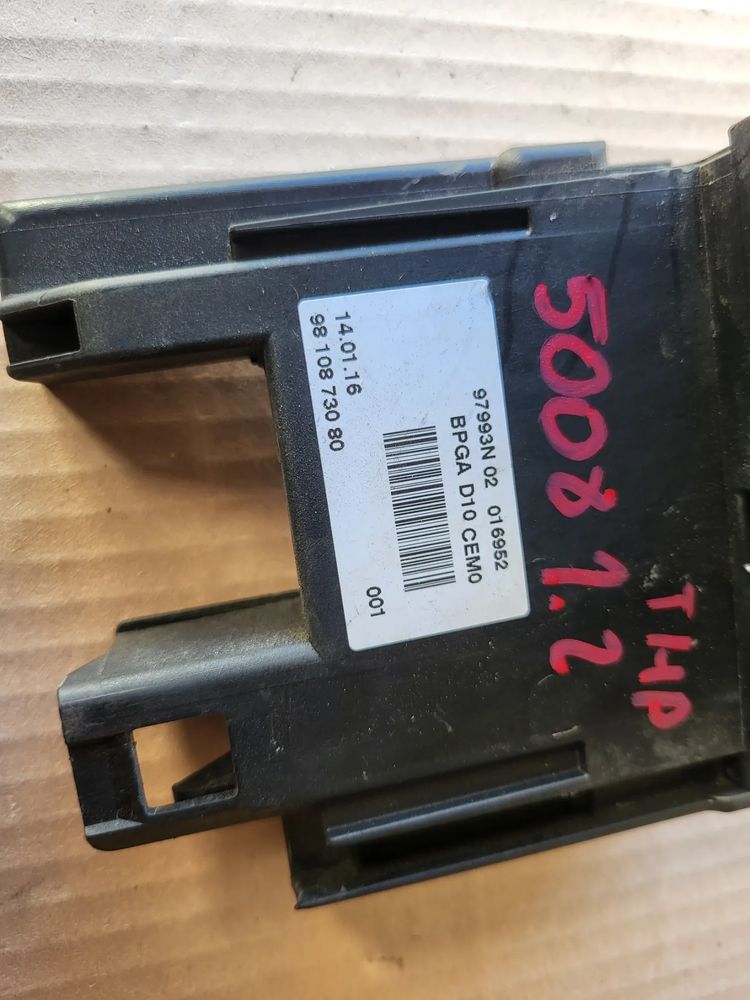 97993N 02 016952
BPGA D10 CEM0
001
14.01.16
98 108 730 80
5008 1.2
THP